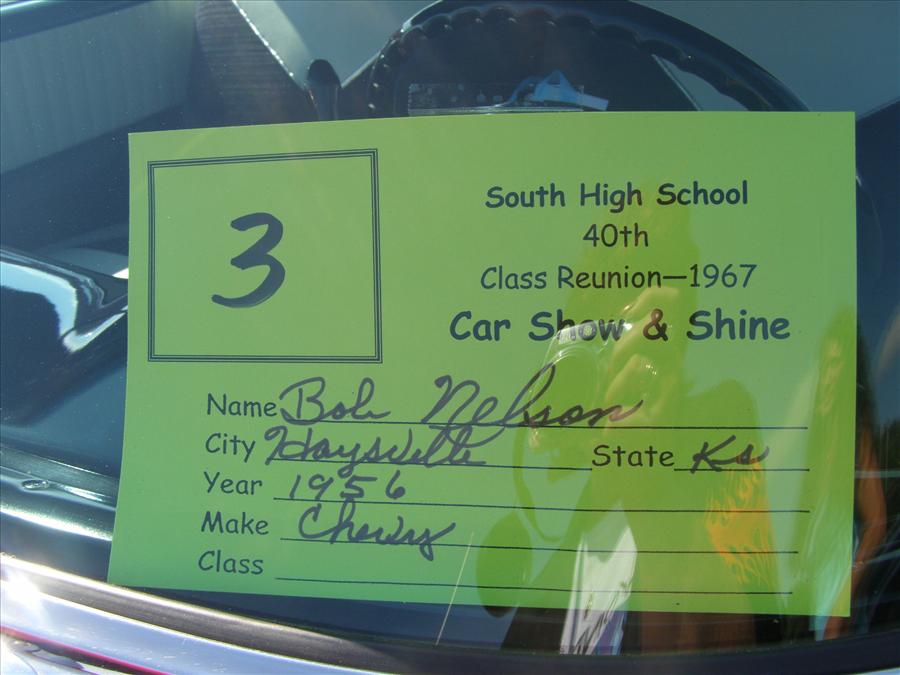 3
South High School
40th
Class Reunion—1967
Car Show & Shine
Name Bob Nelson
City Haysville State Ks
Year 1956
Make Chevy
Class